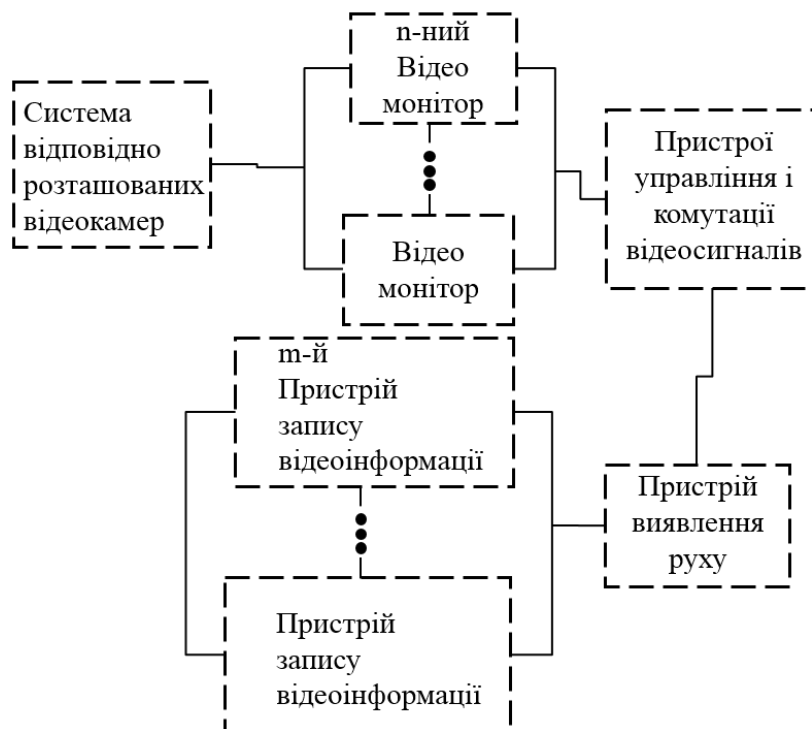 Система
відповідно
розташованих
відеокамер
n-ний
Відео
монітор
Відео
монітор
Пристрої
управління і
комутації
відеосигналів
m-й
Пристрій
запису
відеоінформації
Пристрій
виявлення
руху
Пристрій
запису
відеоінформації